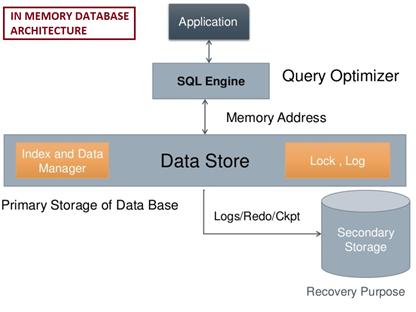 IN MEMORY DATABASE
ARCHITECTURE
Application
SQL Engine
Query Optimizer
Memory Address
Index and Data
Manager
Data Store
Lock , Log
Primary Storage of Data Base
Logs/Redo/Ckpt
Secondary
Storage
Recovery Purpose